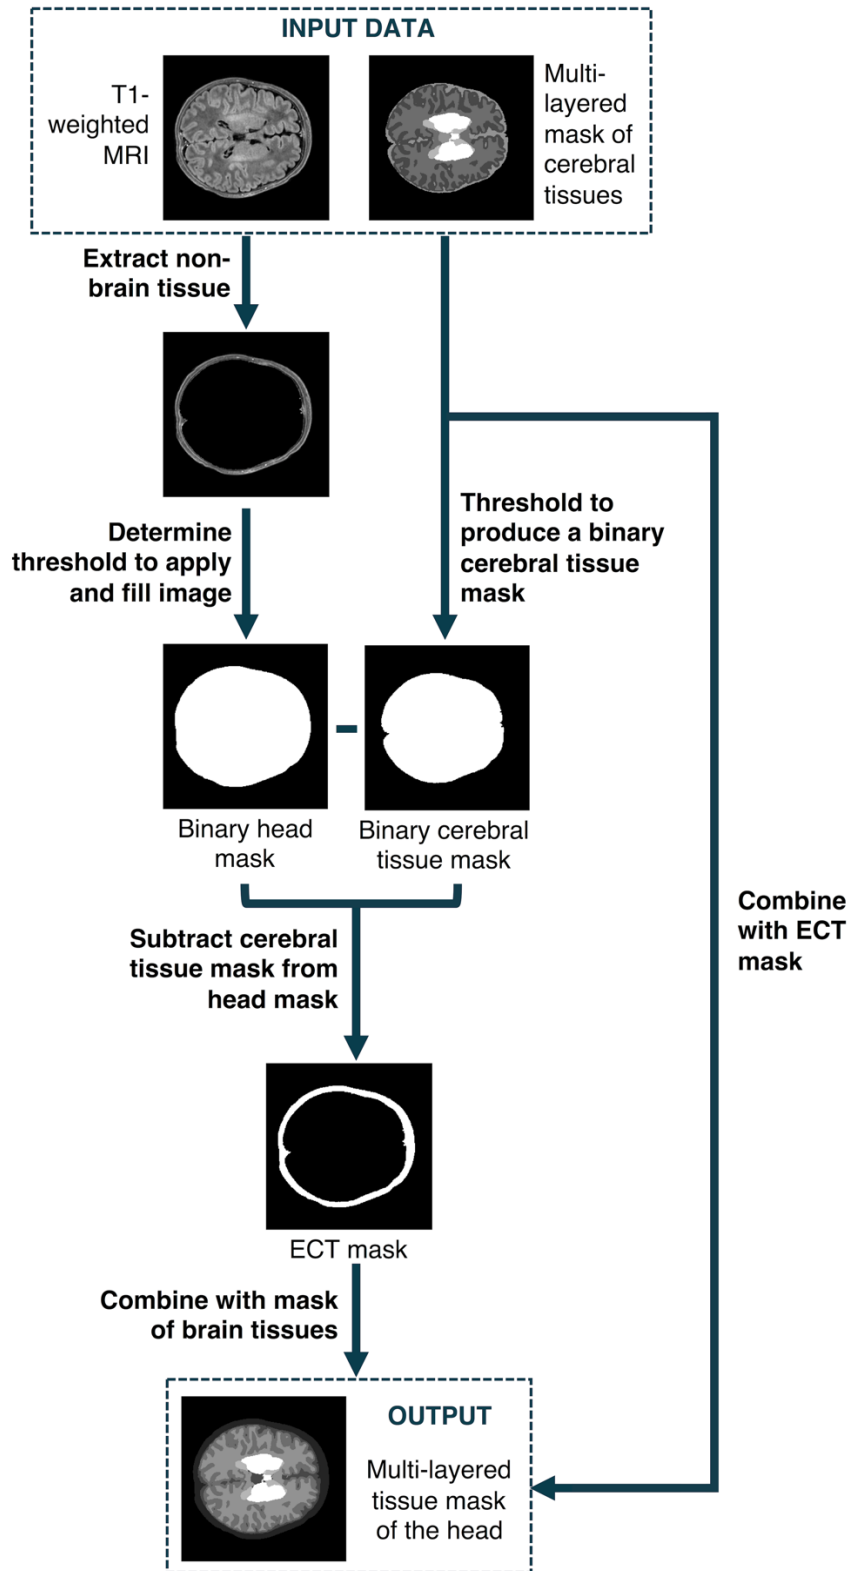 INPUT DATA
T1-
weighted
MRI
Multi-
layered
mask of
cerebral
tissues
Extract non-
brain tissue
Determine
threshold to apply
and fill image
Threshold to
produce a binary
cerebral tissue
mask
-
Binary head
mask
Binary cerebral
tissue mask
Subtract cerebral
tissue mask from
head mask
Combine
with ECT
mask
ECT mask
Combine with mask
of brain tissues
OUTPUT
Multi-layered
tissue mask
of the head